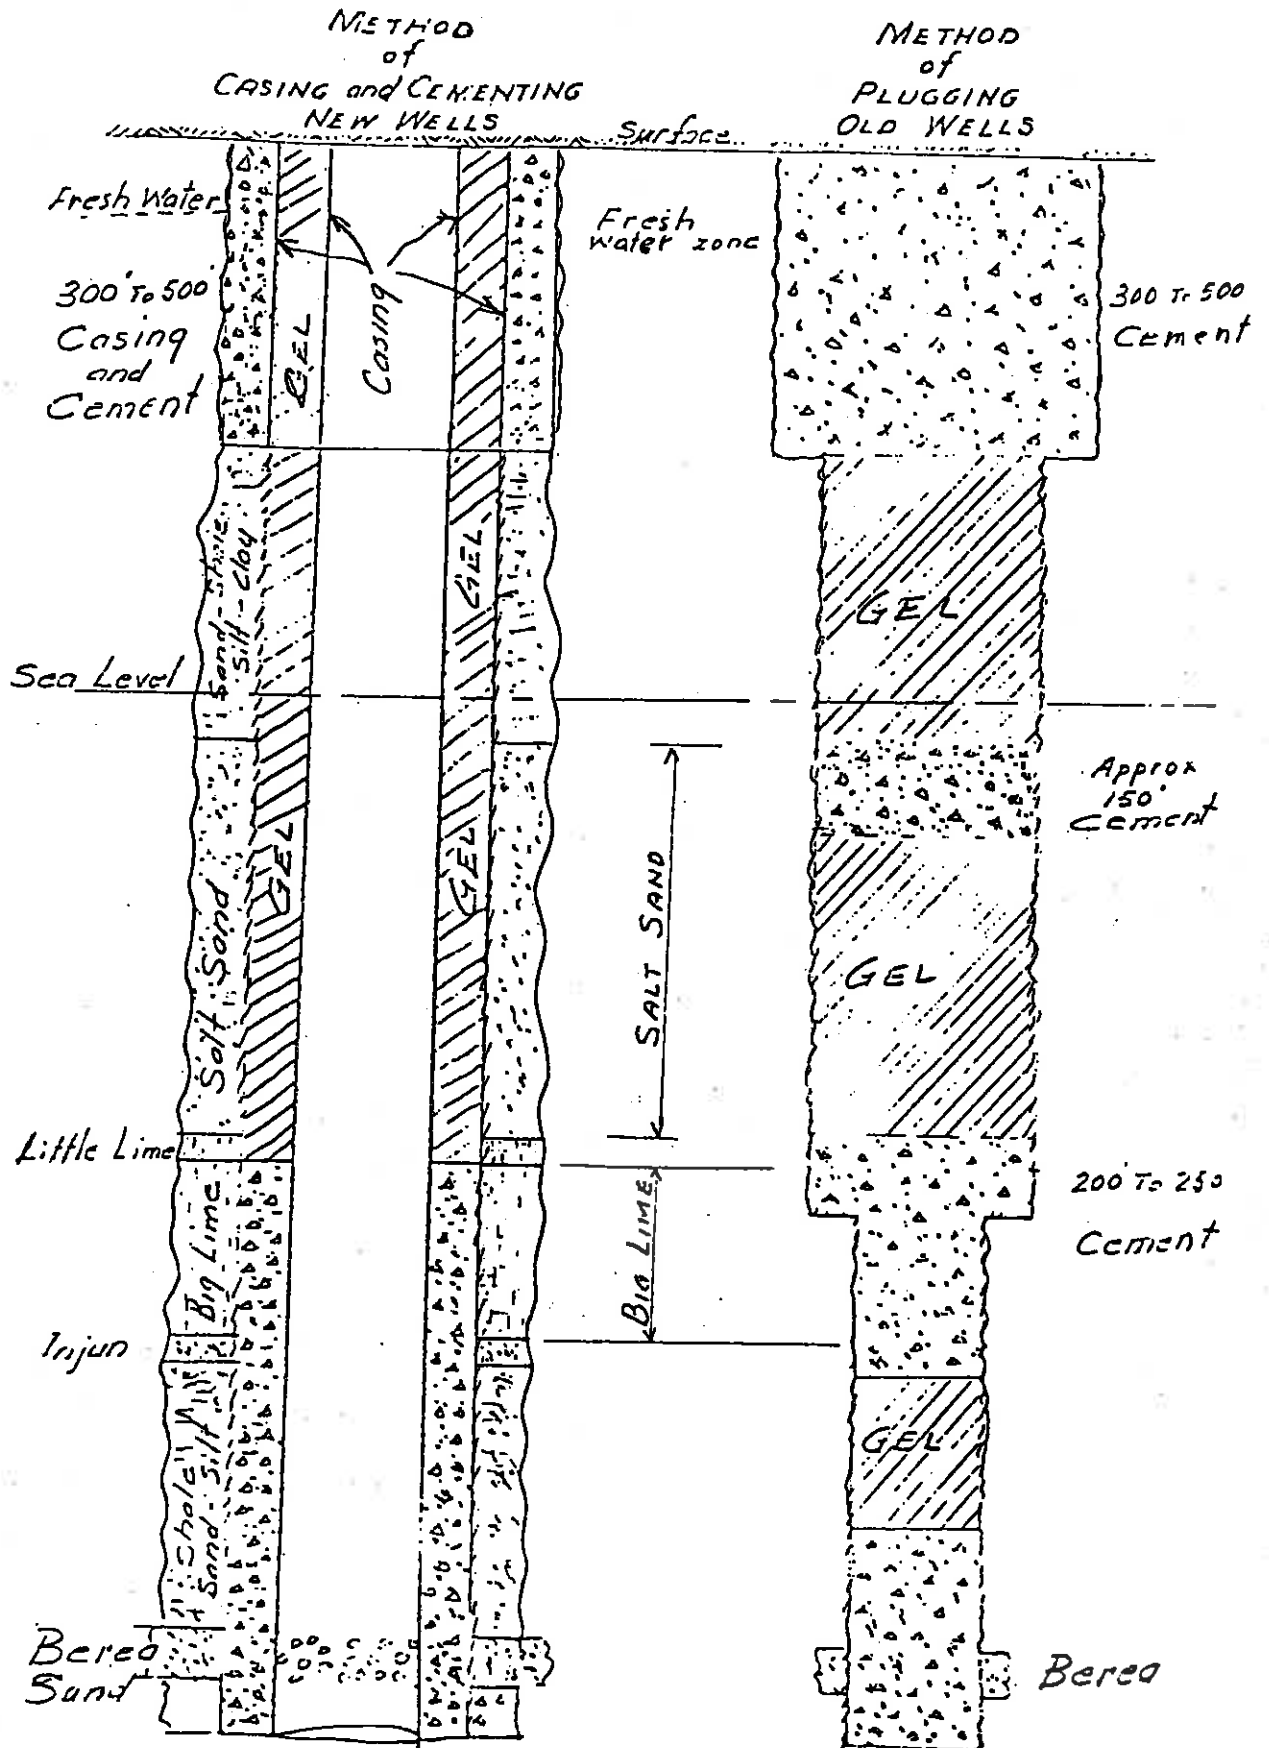 METHOD
of
CASING and CEMENTING
NEW WELLS
METHOD
of
PLUGGING
OLD WELLS
Surface
Fresh Water
300' To 500'
Casing
and
Cement
GEL
Casing
Fresh
water zone
300 To 500
Cement
Sand - Shale
Silt - Clay
GEL
GEL
Sea Level
Approx
150'
Cement
Salt Sand
GEL
GEL
SALT SAND
GEL
Little Lime
Big Lime
BIG LIME
200' To 250
Cement
Injun
Shale
Sand - Silt
GEL
Berea
Sand
Berea